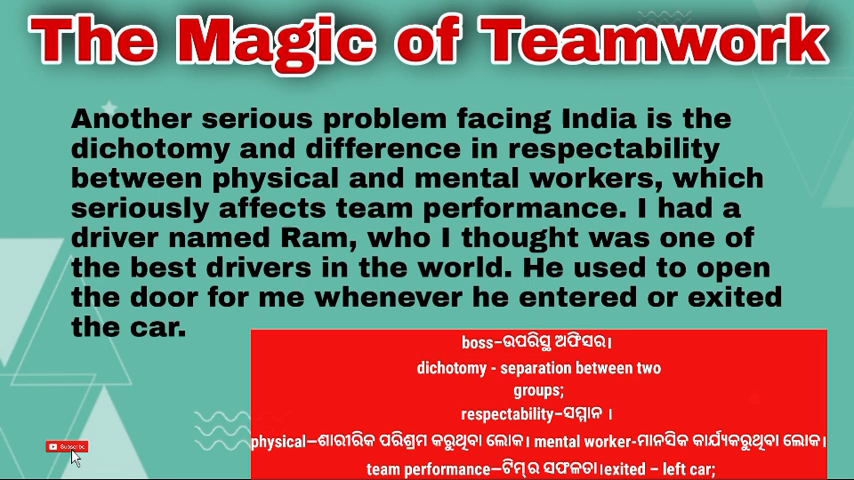 The Magic of Teamwork
Another serious problem facing India is the
dichotomy and difference in respectability
between physical and mental workers, which
seriously affects team performance. I had a
driver named Ram, who I thought was one of
the best drivers in the world. He used to open
the door for me whenever he entered or exited
the car.
boss–ଉପରିସ୍ଥ ଅଫିସର।
dichotomy - separation between two
groups;
respectability–ସମ୍ମାନ ।
physical–ଶାରୀରିକ ପରିଶ୍ରମ କରୁଥିବା ଲୋକ। mental worker-ମାନସିକ କାର୍ଯ୍ୟକରୁଥିବା ଲୋକ।
team performance–ଟିମ୍ ର ସଫଳତା।exited – left car;
Subscribe